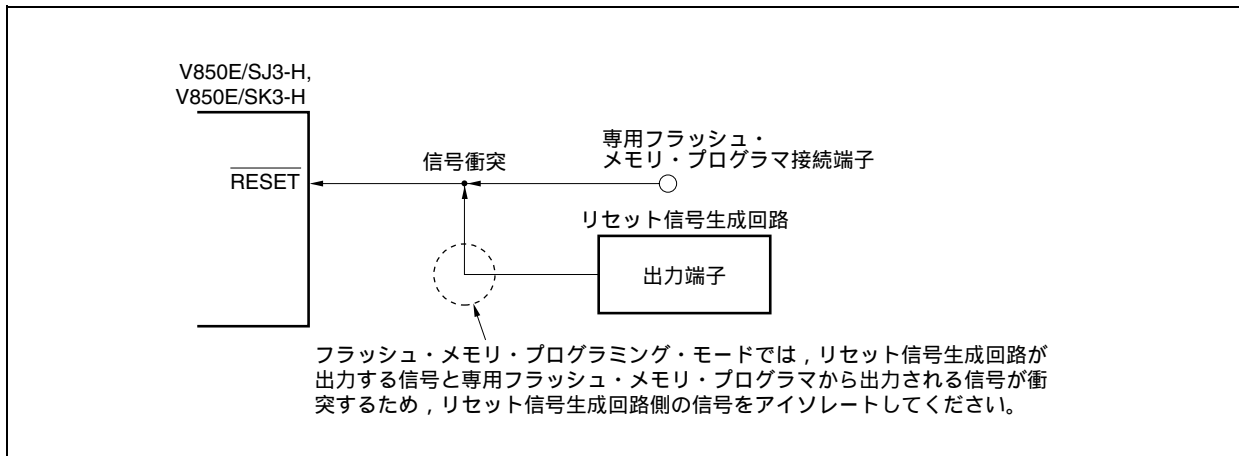 V850E/SJ3-H,
V850E/SK3-H
RESET
信号衝突
専用フラッシュ・
メモリ・プログラマ接続端子
リセット信号生成回路
出力端子
フラッシュ・メモリ・プログラミング・モードでは，リセット信号生成回路が
出力する信号と専用フラッシュ・メモリ・プログラマから出力される信号が衝
突するため，リセット信号生成回路側の信号をアイソレートしてください。